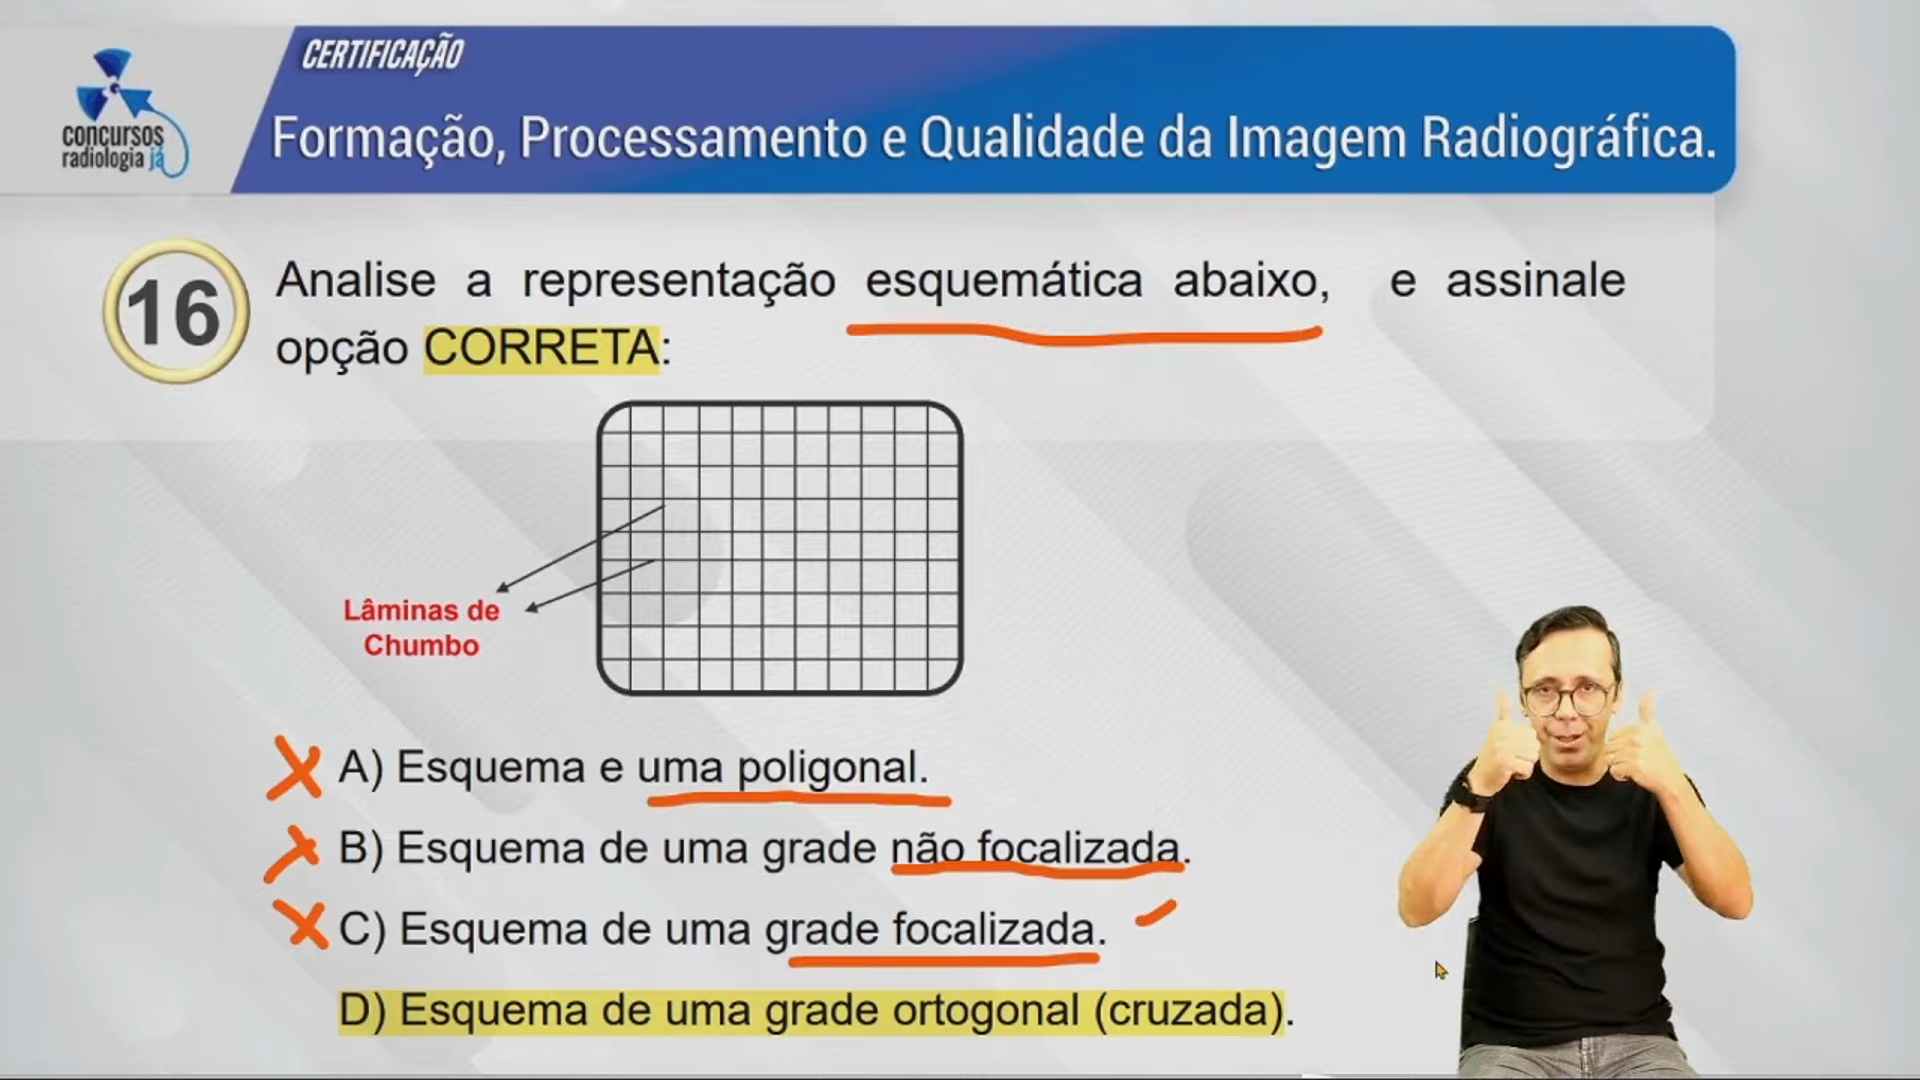 CERTIFICAÇÃO
concursos
radiologia já
Formação, Processamento e Qualidade da Imagem Radiográfica.
16
Analise a representação esquemática abaixo, e assinale
opção CORRETA:
Lâminas de
Chumbo
A) Esquema e uma poligonal.
B) Esquema de uma grade não focalizada.
C) Esquema de uma grade focalizada.
D) Esquema de uma grade ortogonal (cruzada).